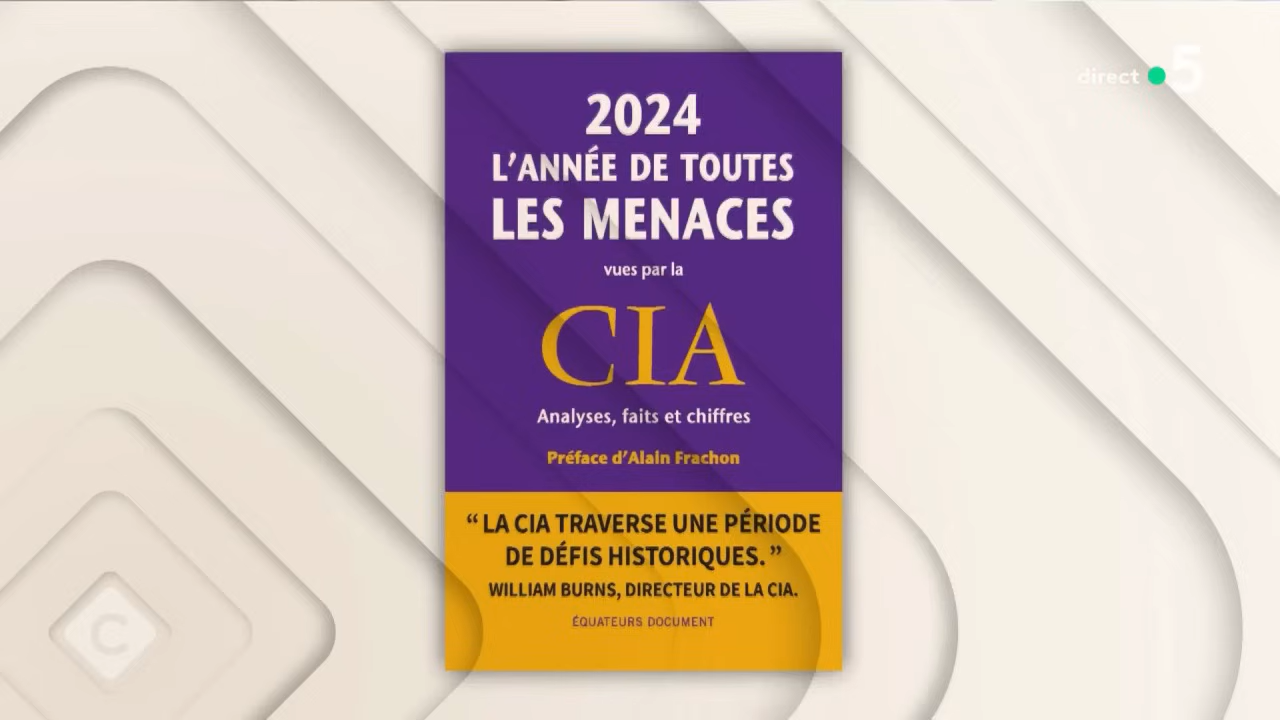 direct 5
2024
L'ANNÉE DE TOUTES
LES MENACES
vues par la
CIA
Analyses, faits et chiffres
Préface d'Alain Frachon
“ LA CIA TRAVERSE UNE PÉRIODE
DE DÉFIS HISTORIQUES. ”
WILLIAM BURNS, DIRECTEUR DE LA CIA.
ÉQUATEURS DOCUMENT
C